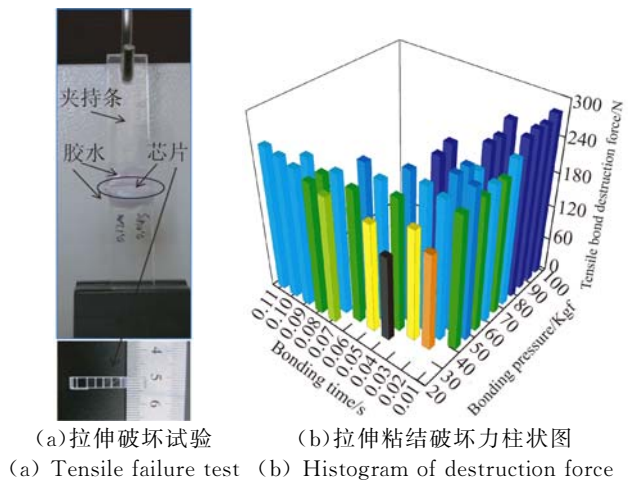 夹持条
胶水
芯片
4
5
6
300
240
180
120
60
0
Tensile bond destruction force/N
100
90
80
70
60
50
40
30
20
Bonding pressure/Kgf
0.11
0.10
0.09
0.08
0.07
0.06
0.05
0.04
0.03
0.02
0.01
Bonding time/s
(a)拉伸破坏试验
(b)拉伸粘结破坏力柱状图
(a) Tensile failure test
(b) Histogram of destruction force